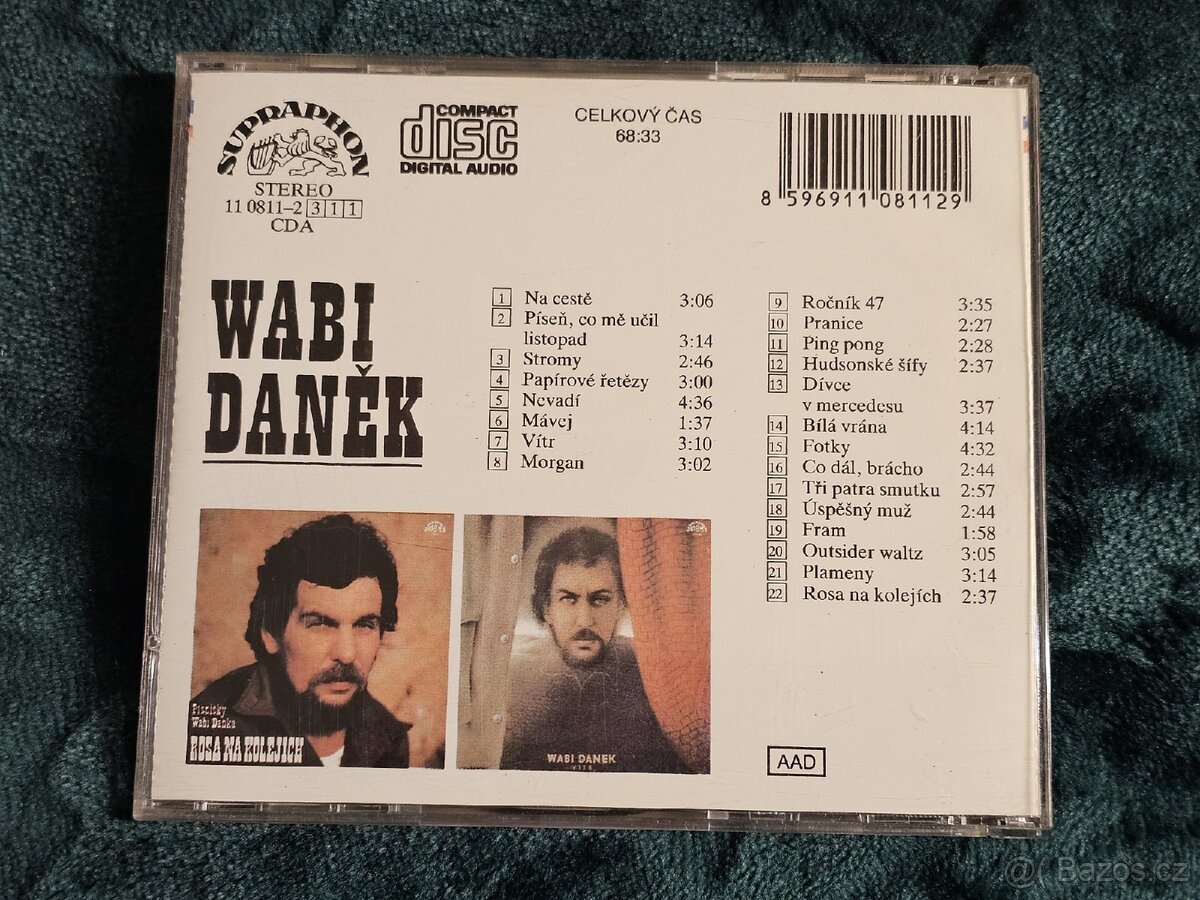 SUPRAPHON
STEREO
11 0811-2 311
CDA
COMPACT
disc
DIGITAL AUDIO
CELKOVÝ ČAS
68:33
8 596911 081129
WABI
DANĚK
1 Na cestě 3:06
2 Píseň, co mě učil
listopad 3:14
3 Stromy 2:46
4 Papírové řetězy 3:00
5 Nevadí 4:36
6 Mávej 1:37
7 Vítr 3:10
8 Morgan 3:02
9 Ročník 47 3:35
10 Pranice 2:27
11 Ping pong 2:28
12 Hudsonské šífy 2:37
13 Dívce
v mercedesu 3:37
14 Bílá vrána 4:14
15 Fotky 4:32
16 Co dál, brácho 2:44
17 Tři patra smutku 2:57
18 Úspěšný muž 2:44
19 Fram 1:58
20 Outsider waltz 3:05
21 Plameny 3:14
22 Rosa na kolejích 2:37
Písničky
Wabi Daňka
ROSA NA KOLEJÍCH
WABI DANĚK
VÍTR
AAD
@ Bazos.cz